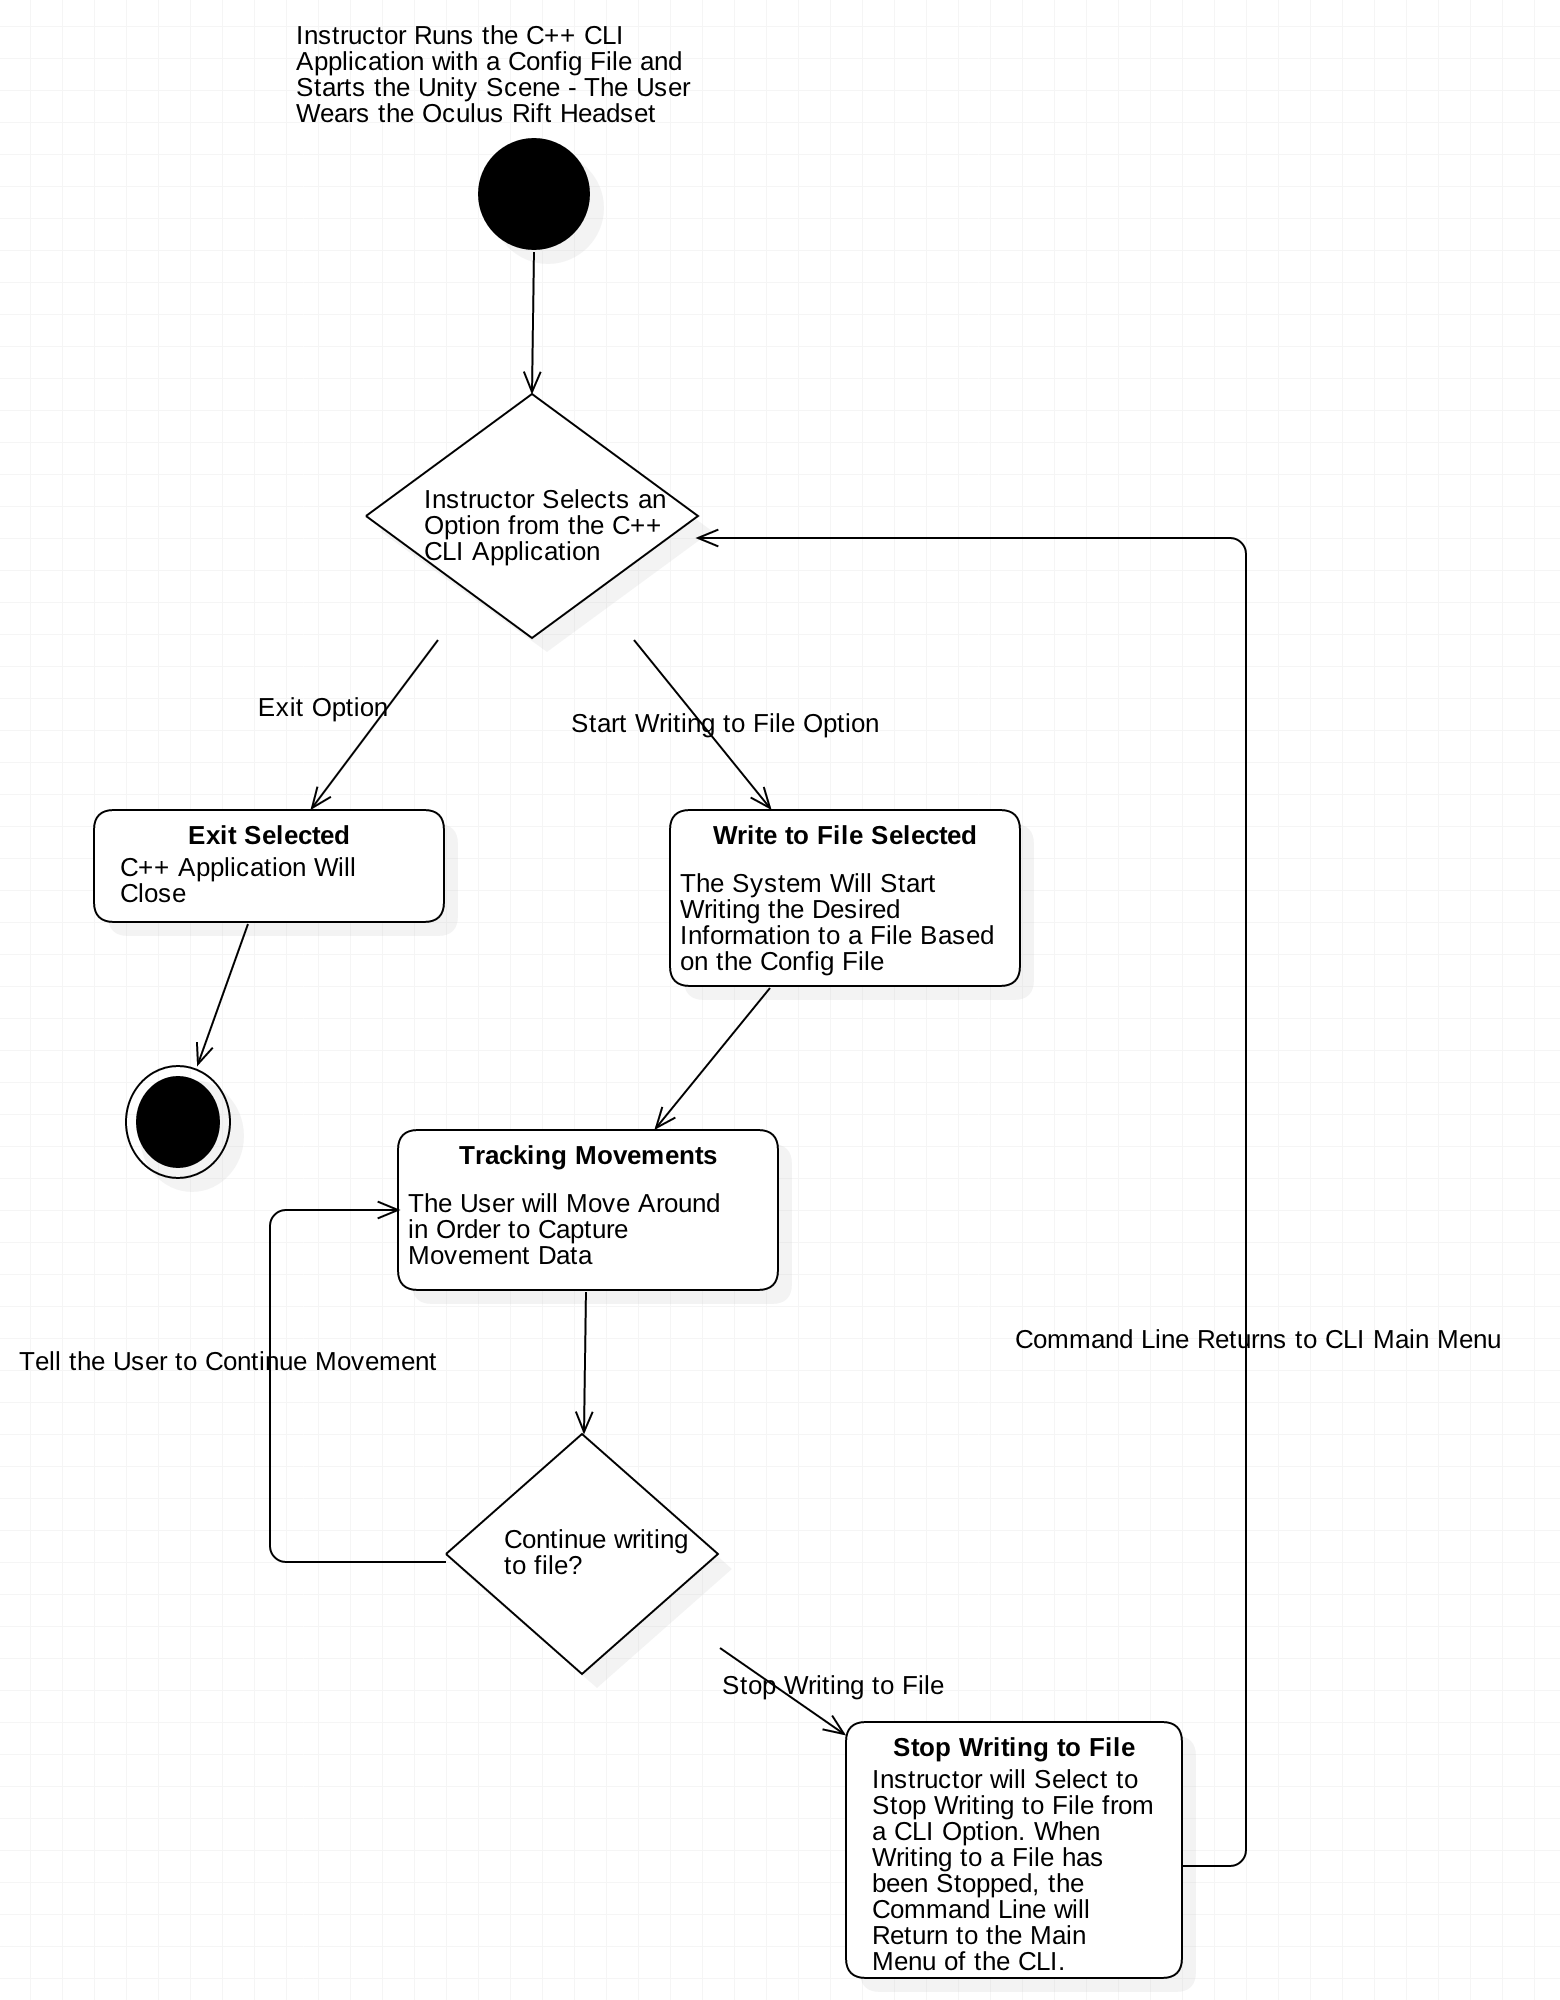 Instructor Runs the C++ CLI
Application with a Config File and
Starts the Unity Scene - The User
Wears the Oculus Rift Headset
Instructor Selects an
Option from the C++
CLI Application
Exit Option
Start Writing to File Option
Exit Selected
C++ Application Will
Close
Write to File Selected
The System Will Start
Writing the Desired
Information to a File Based
on the Config File
Tracking Movements
The User will Move Around
in Order to Capture
Movement Data
Tell the User to Continue Movement
Command Line Returns to CLI Main Menu
Continue writing
to file?
Stop Writing to File
Stop Writing to File
Instructor will Select to
Stop Writing to File from
a CLI Option. When
Writing to a File has
been Stopped, the
Command Line will
Return to the Main
Menu of the CLI.